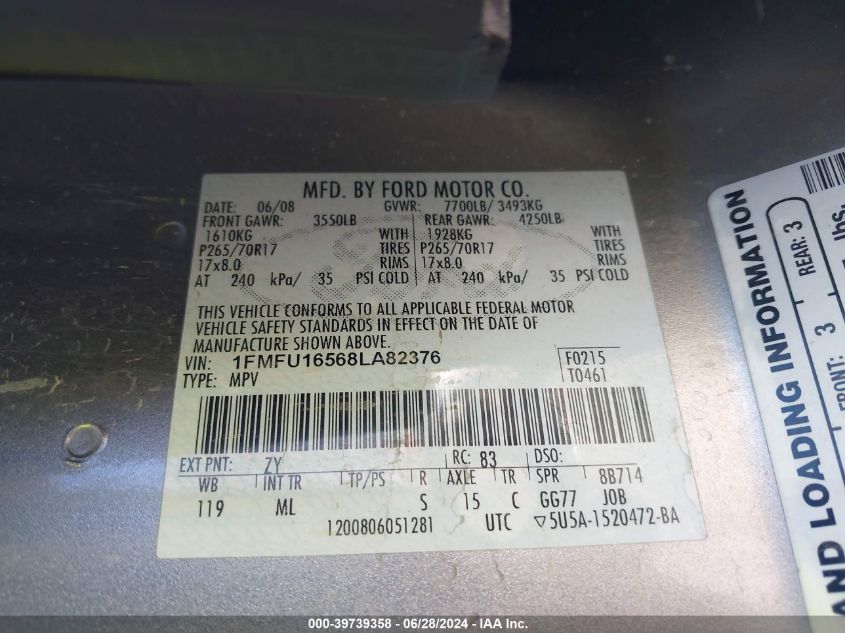 MFD. BY FORD MOTOR CO.
DATE: 06/08 GVWR: 7700LB/ 3493KG
FRONT GAWR: 3550LB REAR GAWR: 4250LB
1610KG WITH 1928KG WITH
P265/70R17 TIRES P265/70R17 TIRES
17x8.0 RIMS 17x8.0 RIMS
AT 240 kPa/ 35 PSI COLD AT 240 kPa/ 35 PSI COLD
THIS VEHICLE CONFORMS TO ALL APPLICABLE FEDERAL MOTOR
VEHICLE SAFETY STANDARDS IN EFFECT ON THE DATE OF
MANUFACTURE SHOWN ABOVE.
VIN: 1FMFU16568LA82376 F0215
TYPE: MPV T0461
EXT PNT: ZY RC: 83 DSO:
WB INT TR TP/PS R AXLE TR SPR 8B714
119 ML S 15 C GG77 JOB
1200806051281 UTC ▽5U5A-1520472-BA
AND LOADING INFORMATION
FRONT: 3 REAR: 3
lbs.
000-39739358 - 06/28/2024 - IAA Inc.